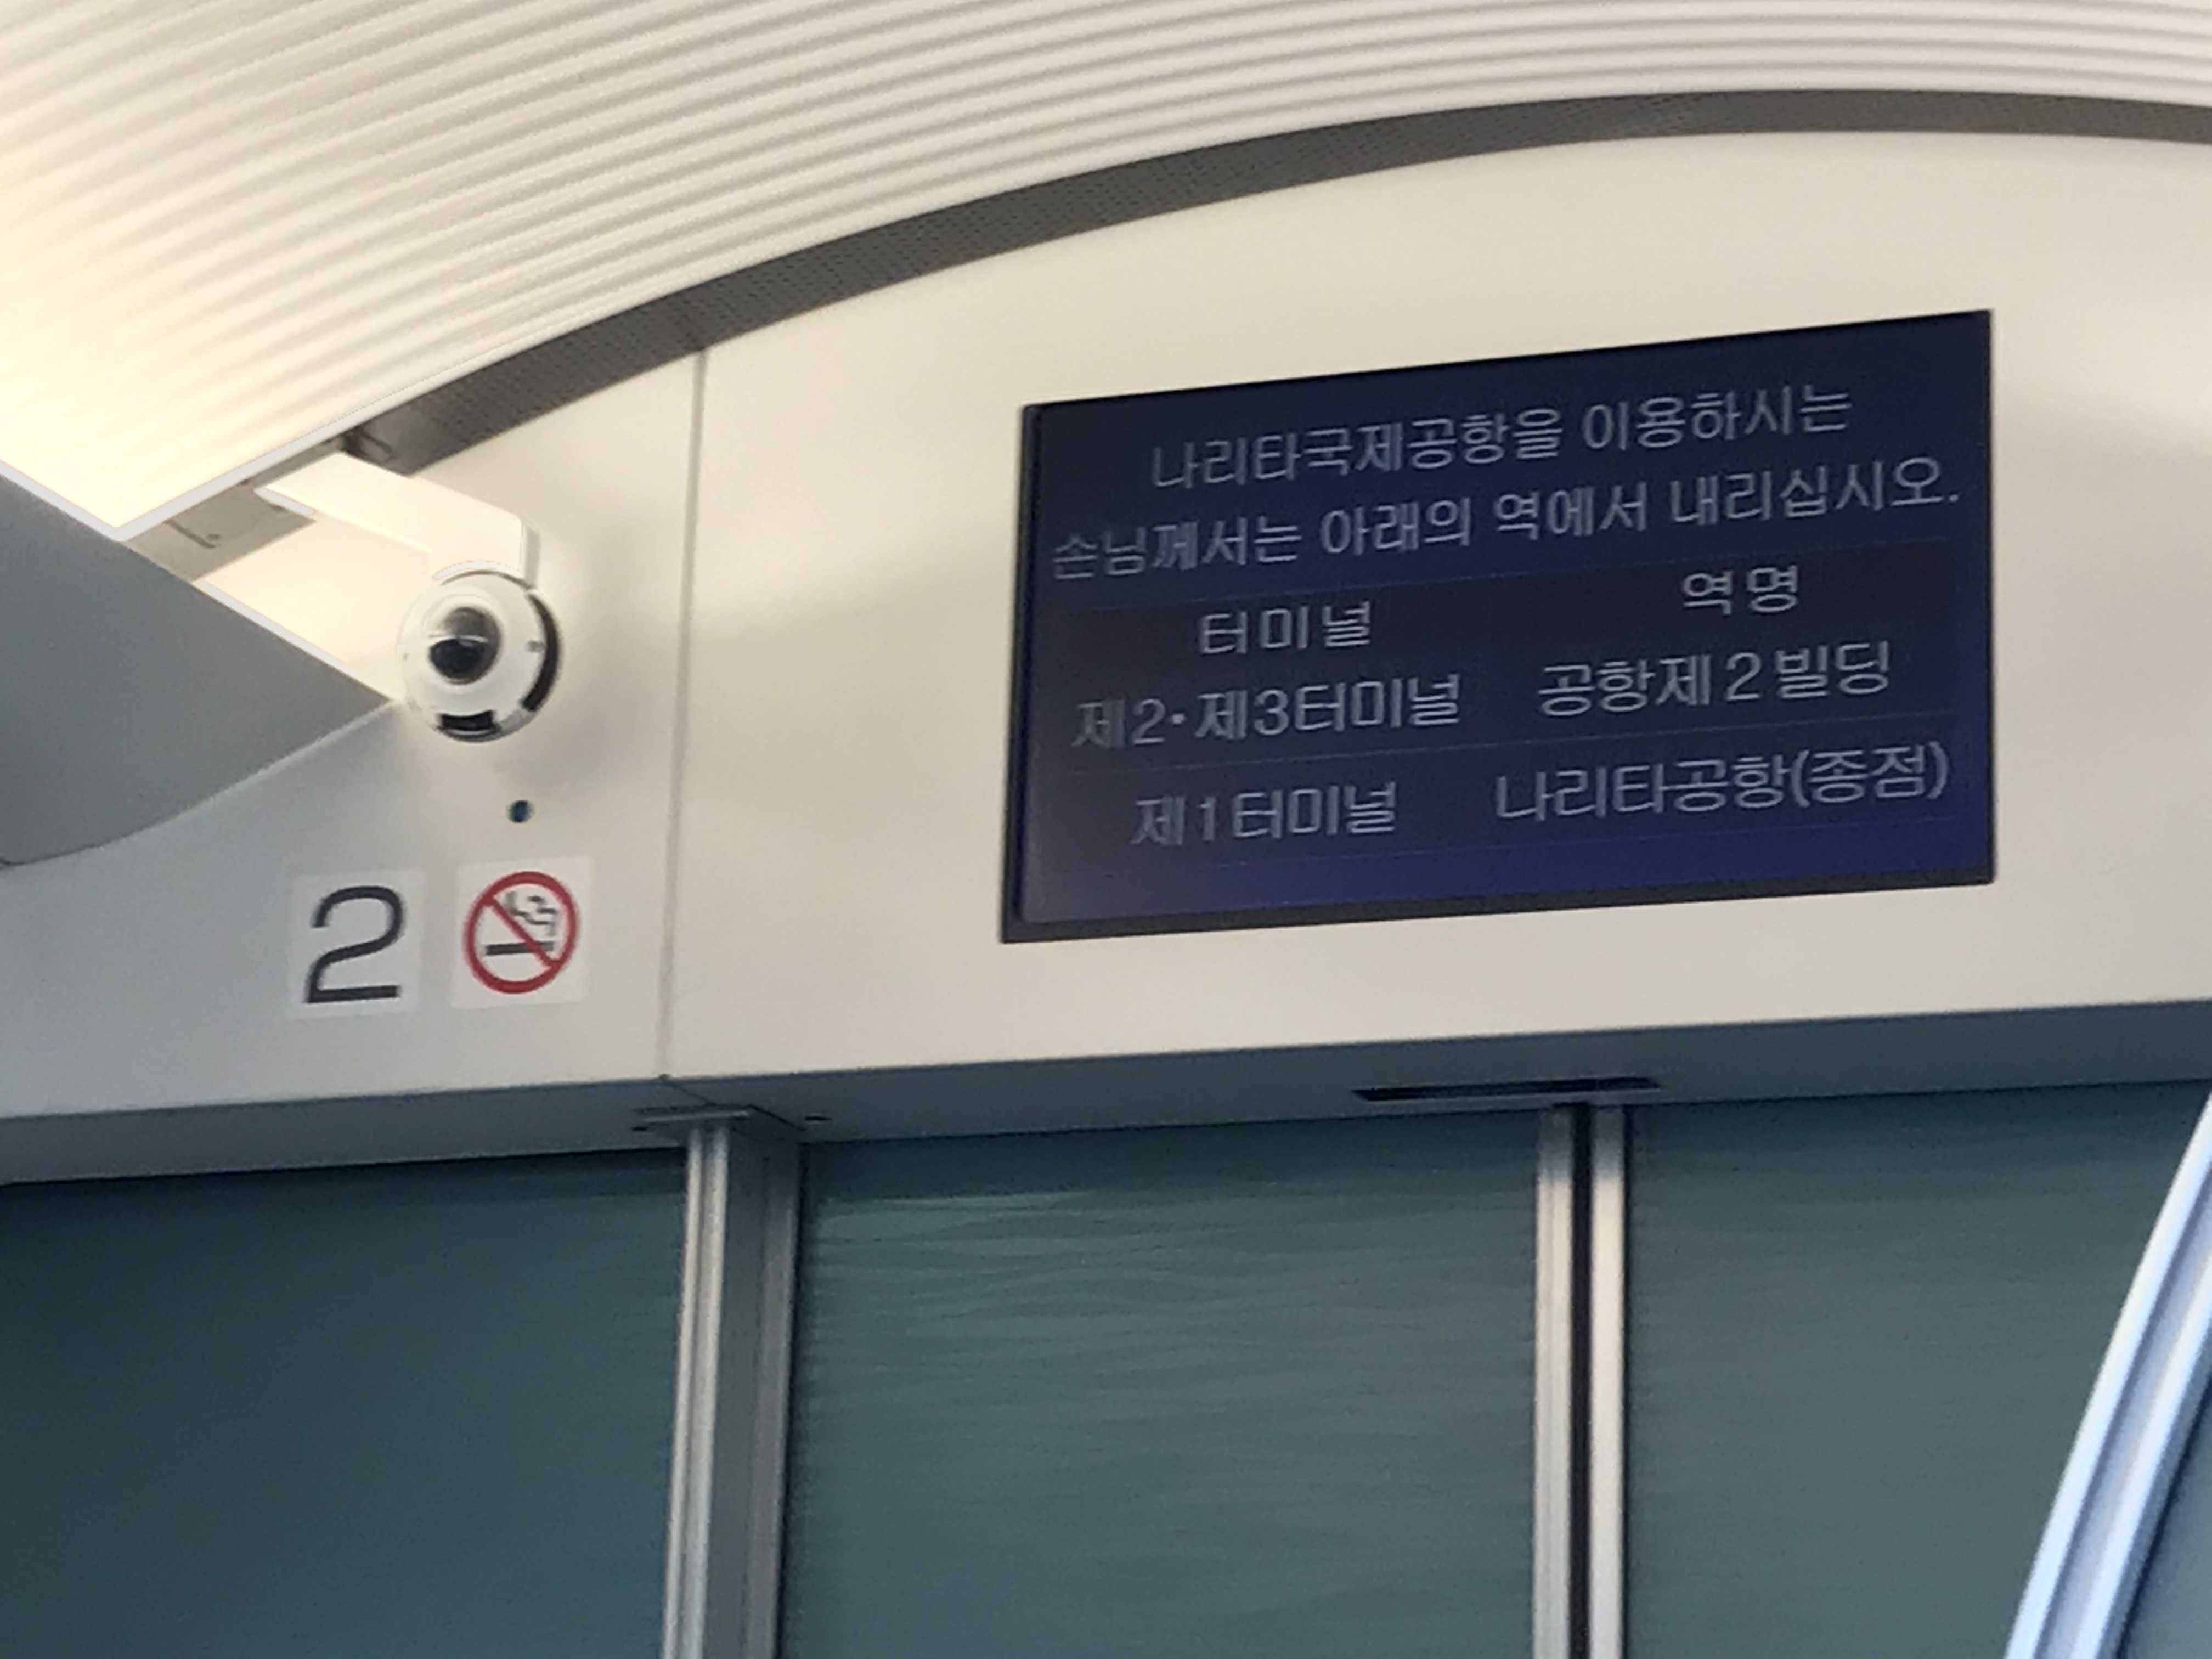 나리타국제공항을 이용하시는
손님께서는 아래의 역에서 내리십시오.
터미널 역명
제2·제3터미널 공항제2빌딩
제1터미널 나리타공항(종점)
2